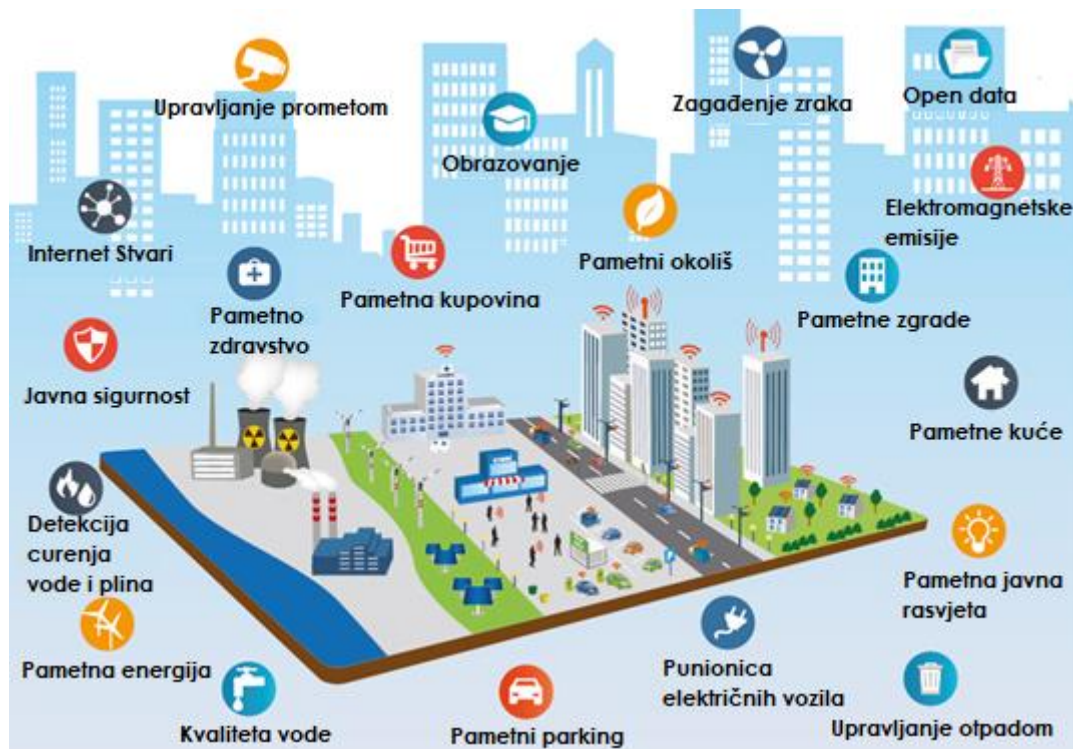 Upravljanje prometom
Obrazovanje
Zagađenje zraka
Open data
Internet Stvari
Pametno
zdravstvo
Pametna kupovina
Pametni okoliš
Elektromagnetske
emisije
Pametne zgrade
Javna sigurnost
Pametne kuće
Detekcija
curenja
vode i plina
Pametna javna
rasvjeta
Pametna energija
Kvaliteta vode
Pametni parking
Punionica
električnih vozila
Upravljanje otpadom